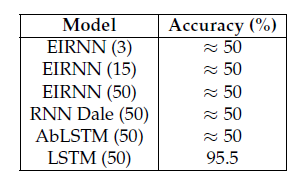 Model Accuracy (%)
EIRNN (3) ≈ 50
EIRNN (15) ≈ 50
EIRNN (50) ≈ 50
RNN Dale (50) ≈ 50
AbLSTM (50) ≈ 50
LSTM (50) 95.5